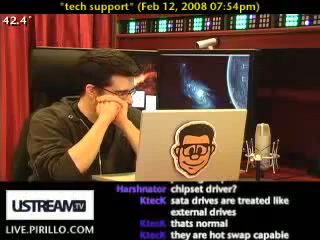 "tech support" (Feb 12, 2008 07:54pm)
42.4°
Harshnator chipset driver?
KtecK sata drives are treated like
external drives
KtecK thats normal
KtecK they are hot swap capable
USTREAM TV
LIVE.PIRILLO.COM